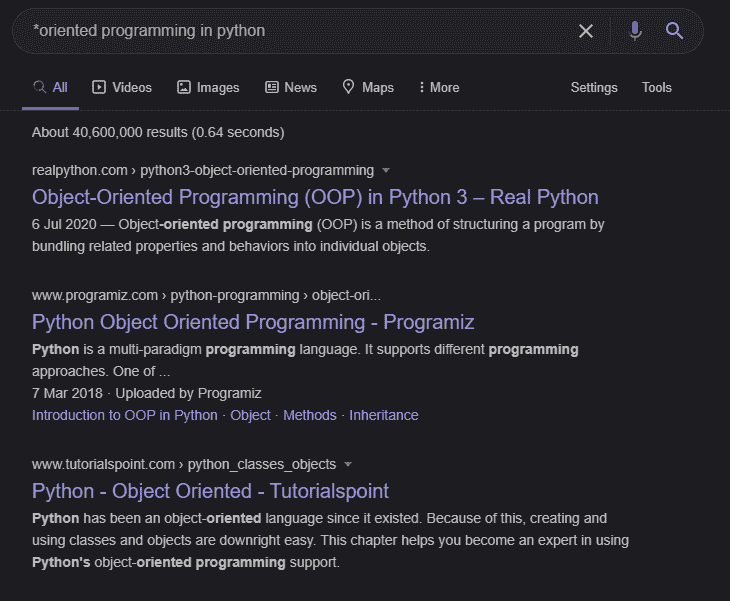 *oriented programming in python
All Videos Images News Maps More Settings Tools
About 40,600,000 results (0.64 seconds)
realpython.com › python3-object-oriented-programming
Object-Oriented Programming (OOP) in Python 3 – Real Python
6 Jul 2020 — Object-oriented programming (OOP) is a method of structuring a program by
bundling related properties and behaviors into individual objects.
www.programiz.com › python-programming › object-ori...
Python Object Oriented Programming - Programiz
Python is a multi-paradigm programming language. It supports different programming
approaches. One of ...
7 Mar 2018 · Uploaded by Programiz
Introduction to OOP in Python · Object · Methods · Inheritance
www.tutorialspoint.com › python_classes_objects
Python - Object Oriented - Tutorialspoint
Python has been an object-oriented language since it existed. Because of this, creating and
using classes and objects are downright easy. This chapter helps you become an expert in using
Python's object-oriented programming support.